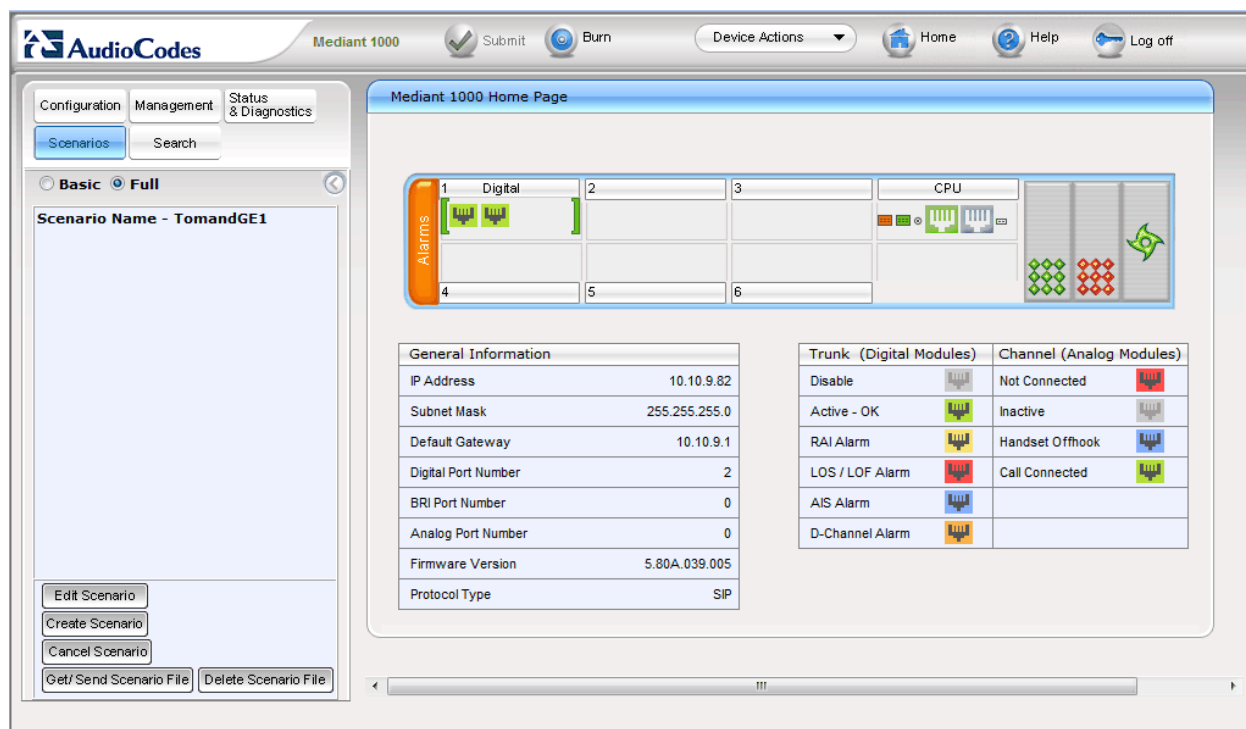 AudioCodes
Mediant 1000
Submit
Burn
Device Actions
Home
Help
Log off
Configuration
Management
Status
& Diagnostics
Scenarios
Search
Basic
Full
Scenario Name - TomandGE1
Edit Scenario
Create Scenario
Cancel Scenario
Get/ Send Scenario File
Delete Scenario File
Mediant 1000 Home Page
Alarms
1 Digital
2
3
CPU
4
5
6
General Information
IP Address 10.10.9.82
Subnet Mask 255.255.255.0
Default Gateway 10.10.9.1
Digital Port Number 2
BRI Port Number 0
Analog Port Number 0
Firmware Version 5.80A.039.005
Protocol Type SIP
Trunk (Digital Modules)
Disable
Active - OK
RAI Alarm
LOS / LOF Alarm
AIS Alarm
D-Channel Alarm
Channel (Analog Modules)
Not Connected
Inactive
Handset Offhook
Call Connected